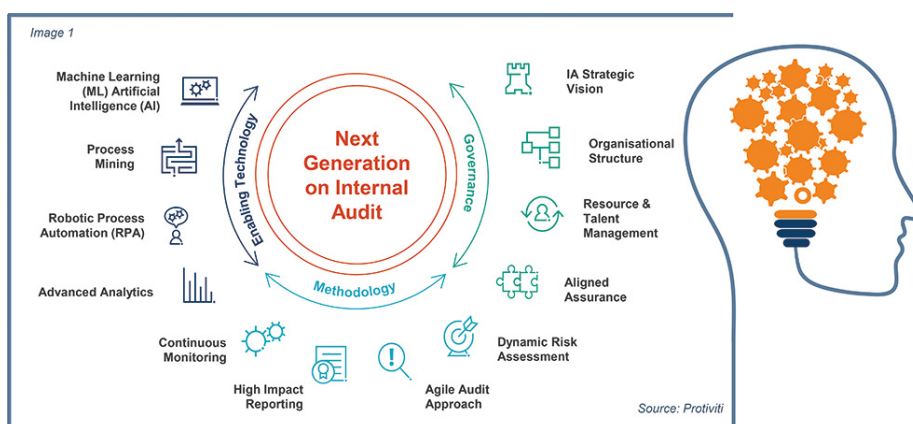 Image 1
Machine Learning
(ML) Artificial
Intelligence (AI)
Process
Mining
Robotic Process
Automation (RPA)
Advanced Analytics
Continuous
Monitoring
High Impact
Reporting
Agile Audit
Approach
Dynamic Risk
Assessment
Aligned
Assurance
Resource &
Talent
Management
Organisational
Structure
IA Strategic
Vision
Enabling Technology
Governance
Methodology
Next
Generation
on Internal
Audit
Source: Protiviti